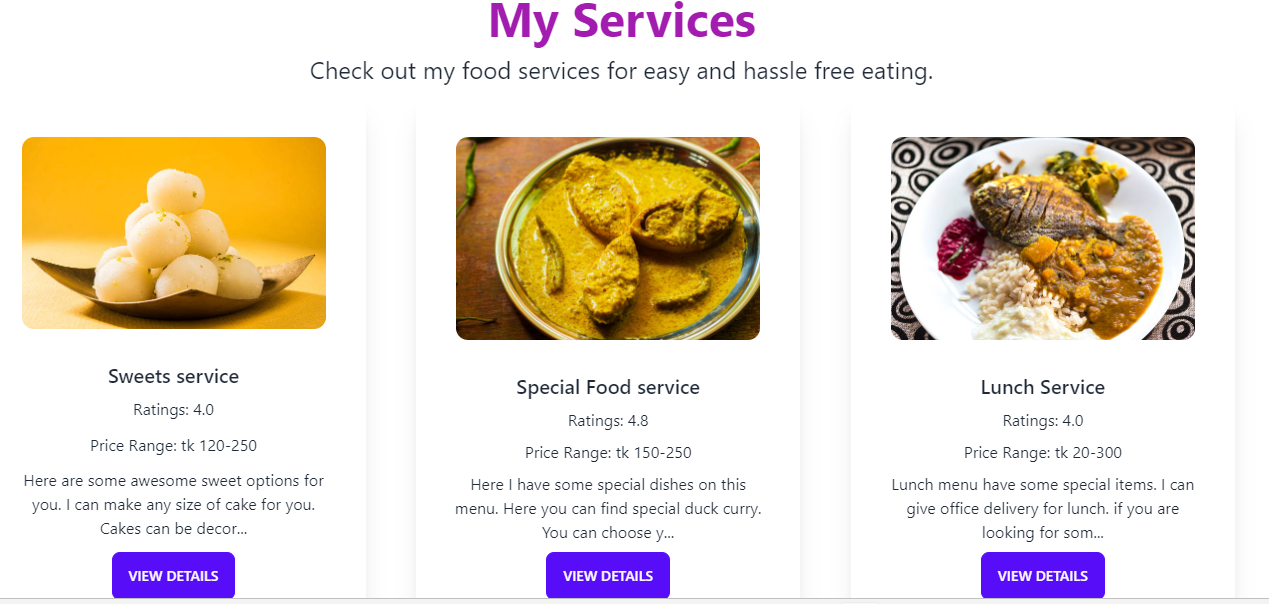 My Services
Check out my food services for easy and hassle free eating.
Sweets service
Ratings: 4.0
Price Range: tk 120-250
Here are some awesome sweet options for
you. I can make any size of cake for you.
Cakes can be decor...
VIEW DETAILS
Special Food service
Ratings: 4.8
Price Range: tk 150-250
Here I have some special dishes on this
menu. Here you can find special duck curry.
You can choose y...
VIEW DETAILS
Lunch Service
Ratings: 4.0
Price Range: tk 20-300
Lunch menu have some special items. I can
give office delivery for lunch. if you are
looking for som...
VIEW DETAILS